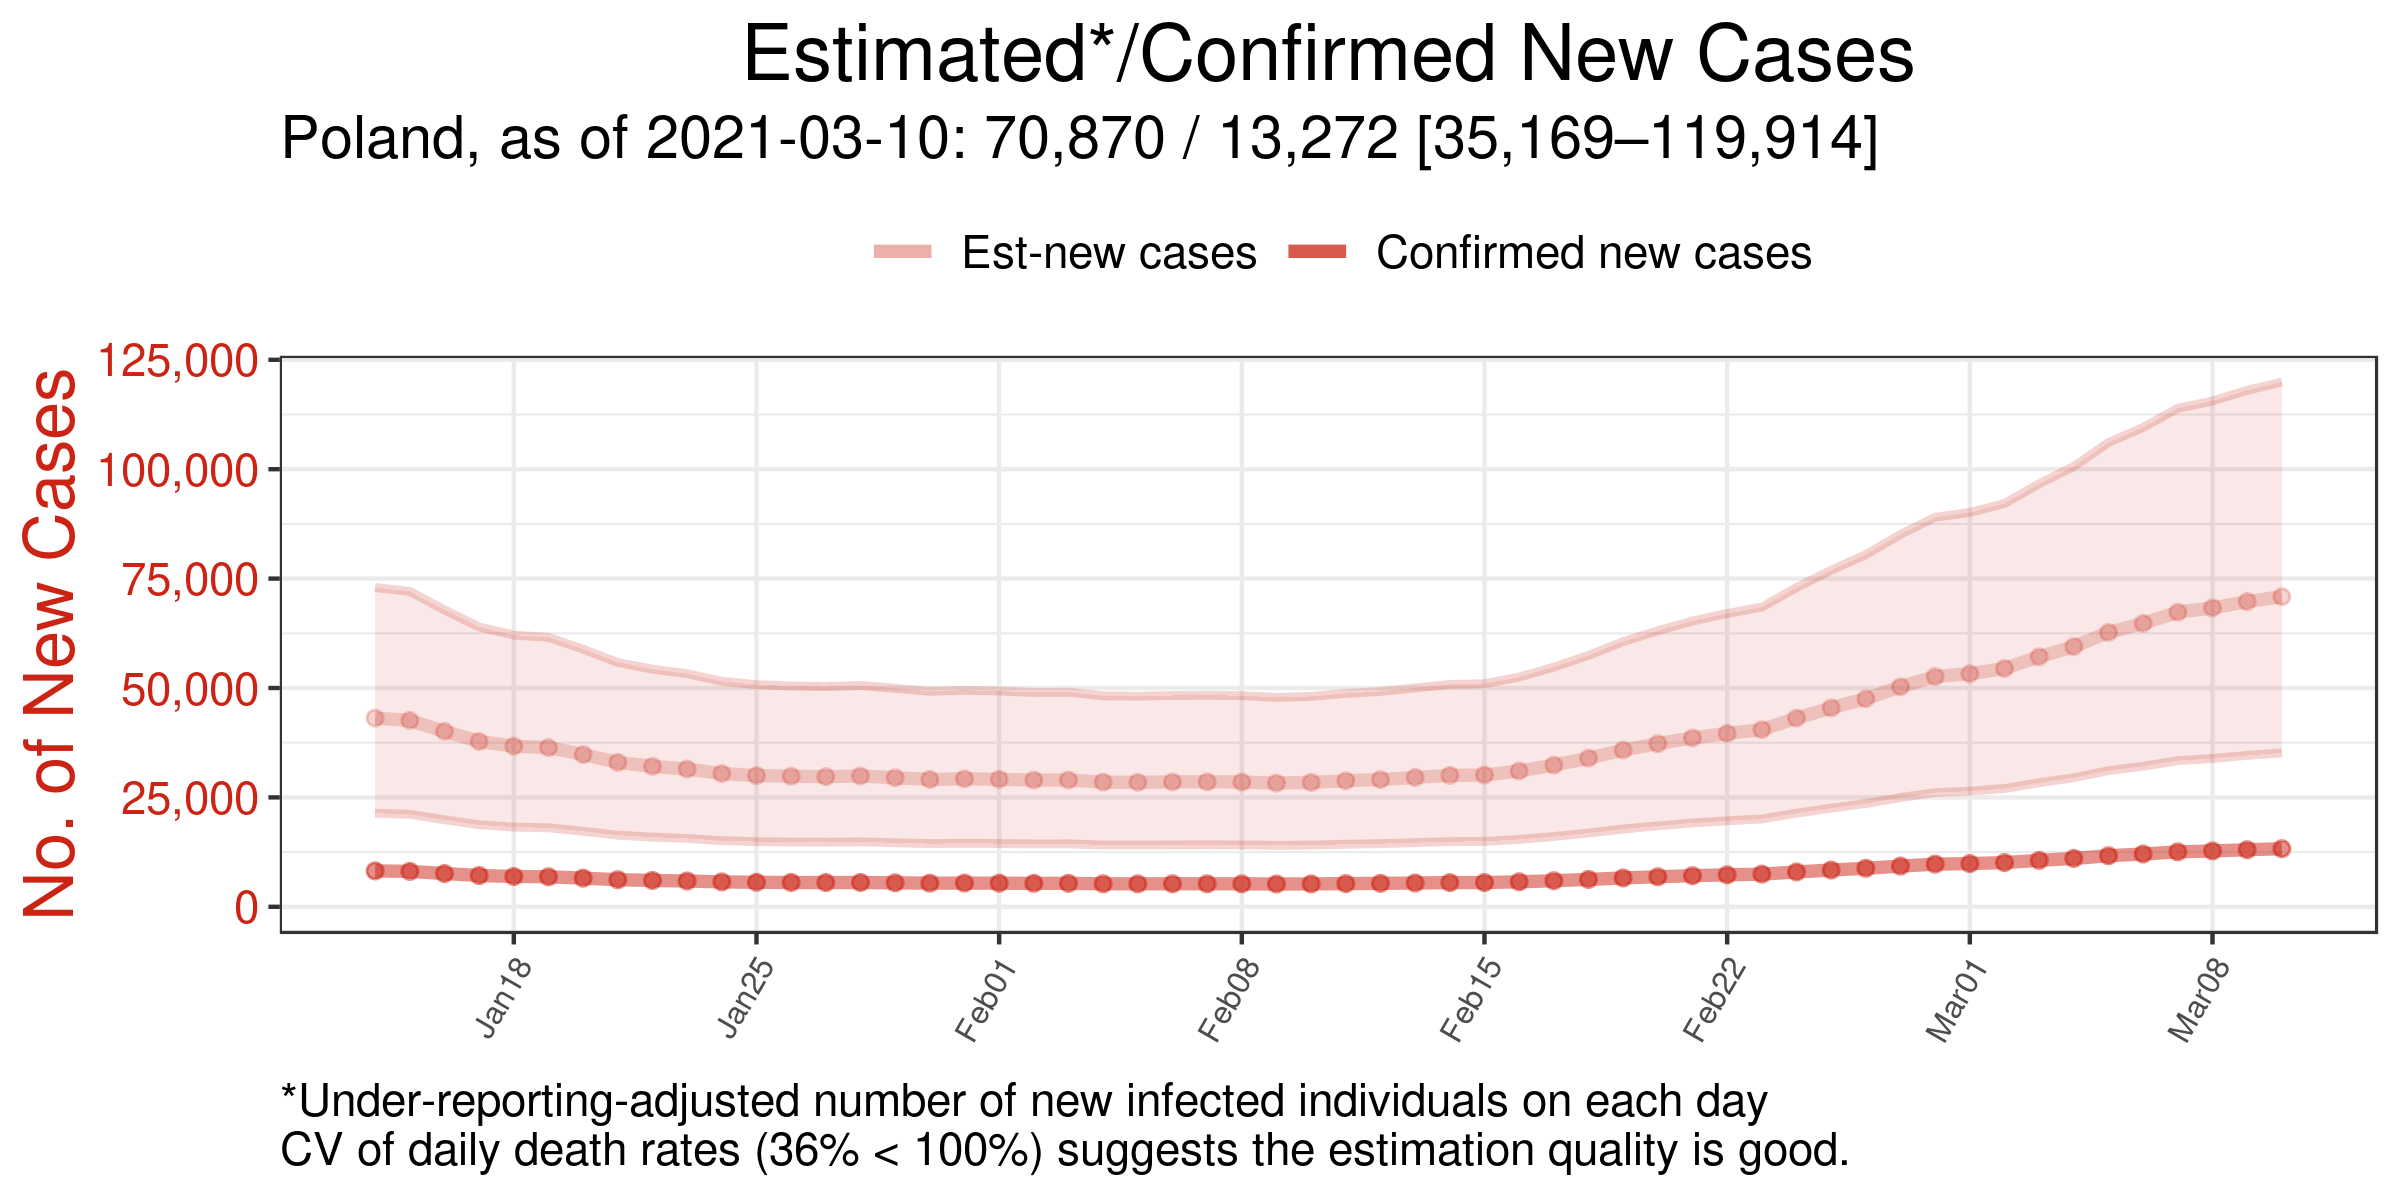 Estimated*/Confirmed New Cases
Poland, as of 2021-03-10: 70,870 / 13,272 [35,169–119,914]
Est-new cases Confirmed new cases
No. of New Cases
125,000
100,000
75,000
50,000
25,000
0
Jan18 Jan25 Feb01 Feb08 Feb15 Feb22 Mar01 Mar08
*Under-reporting-adjusted number of new infected individuals on each day
CV of daily death rates (36% < 100%) suggests the estimation quality is good.